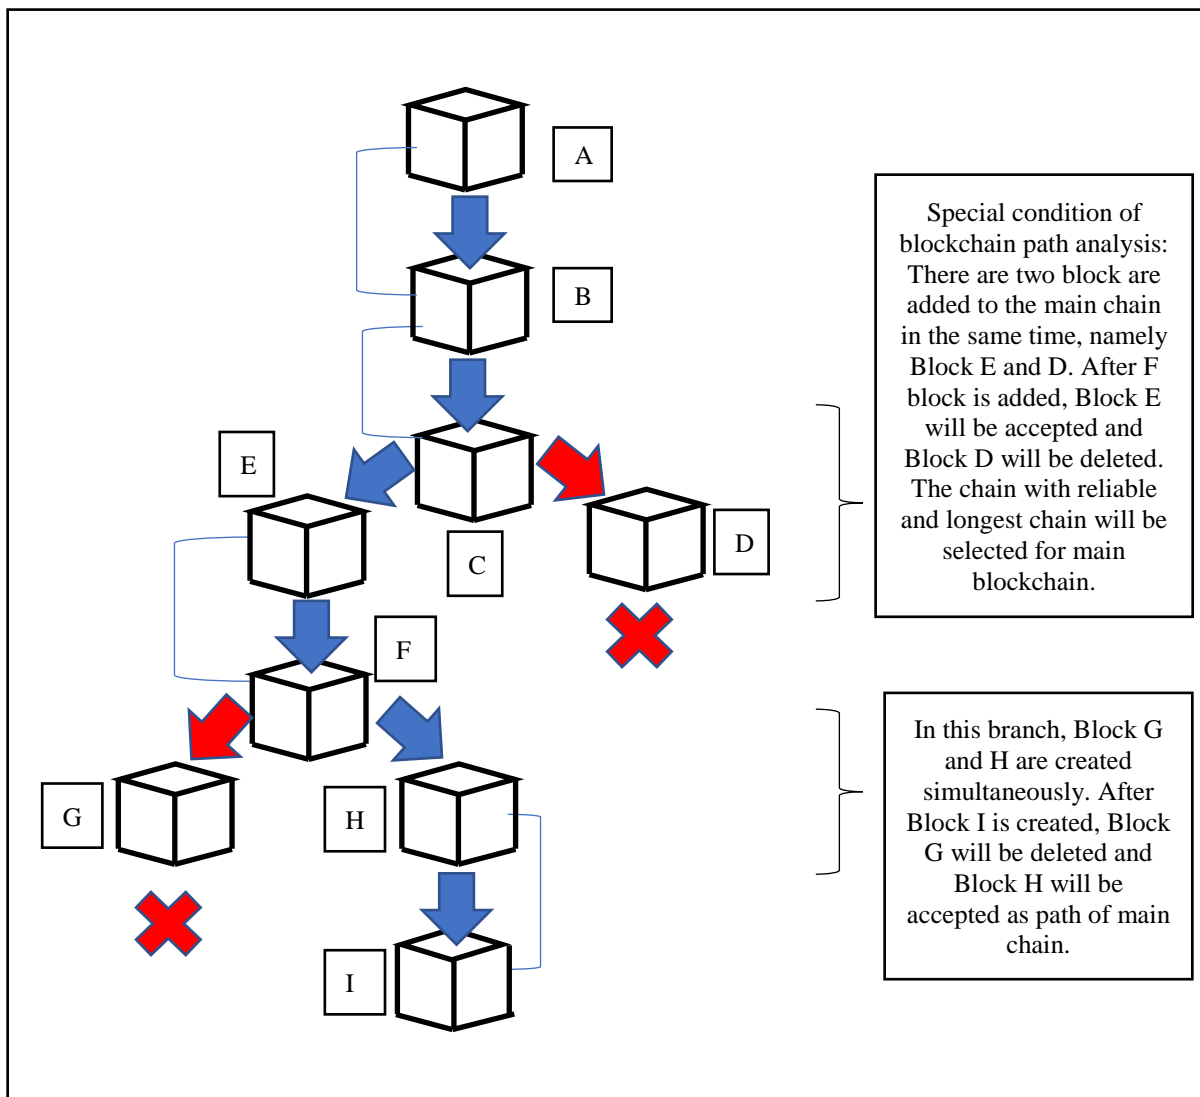 A
B
Special condition of
blockchain path analysis:
There are two block are
added to the main chain
in the same time, namely
Block E and D. After F
block is added, Block E
will be accepted and
Block D will be deleted.
The chain with reliable
and longest chain will be
selected for main
blockchain.
E
C
D
F
In this branch, Block G
and H are created
simultaneously. After
Block I is created, Block
G will be deleted and
Block H will be
accepted as path of main
chain.
G
H
I